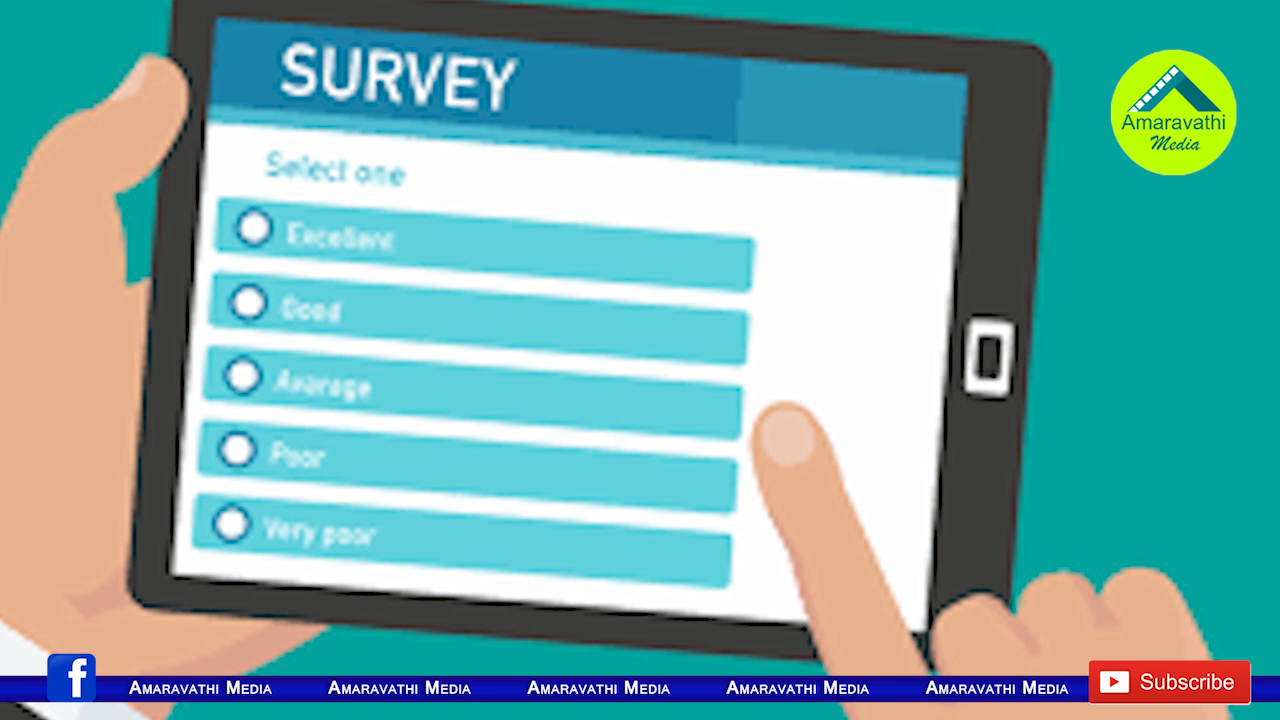 SURVEY
Select one
Excellent
Good
Avarage
Poor
Very poor
Amaravathi
Media
f
Amaravathi Media Amaravathi Media Amaravathi Media Amaravathi Media Amaravathi Media
Subscribe